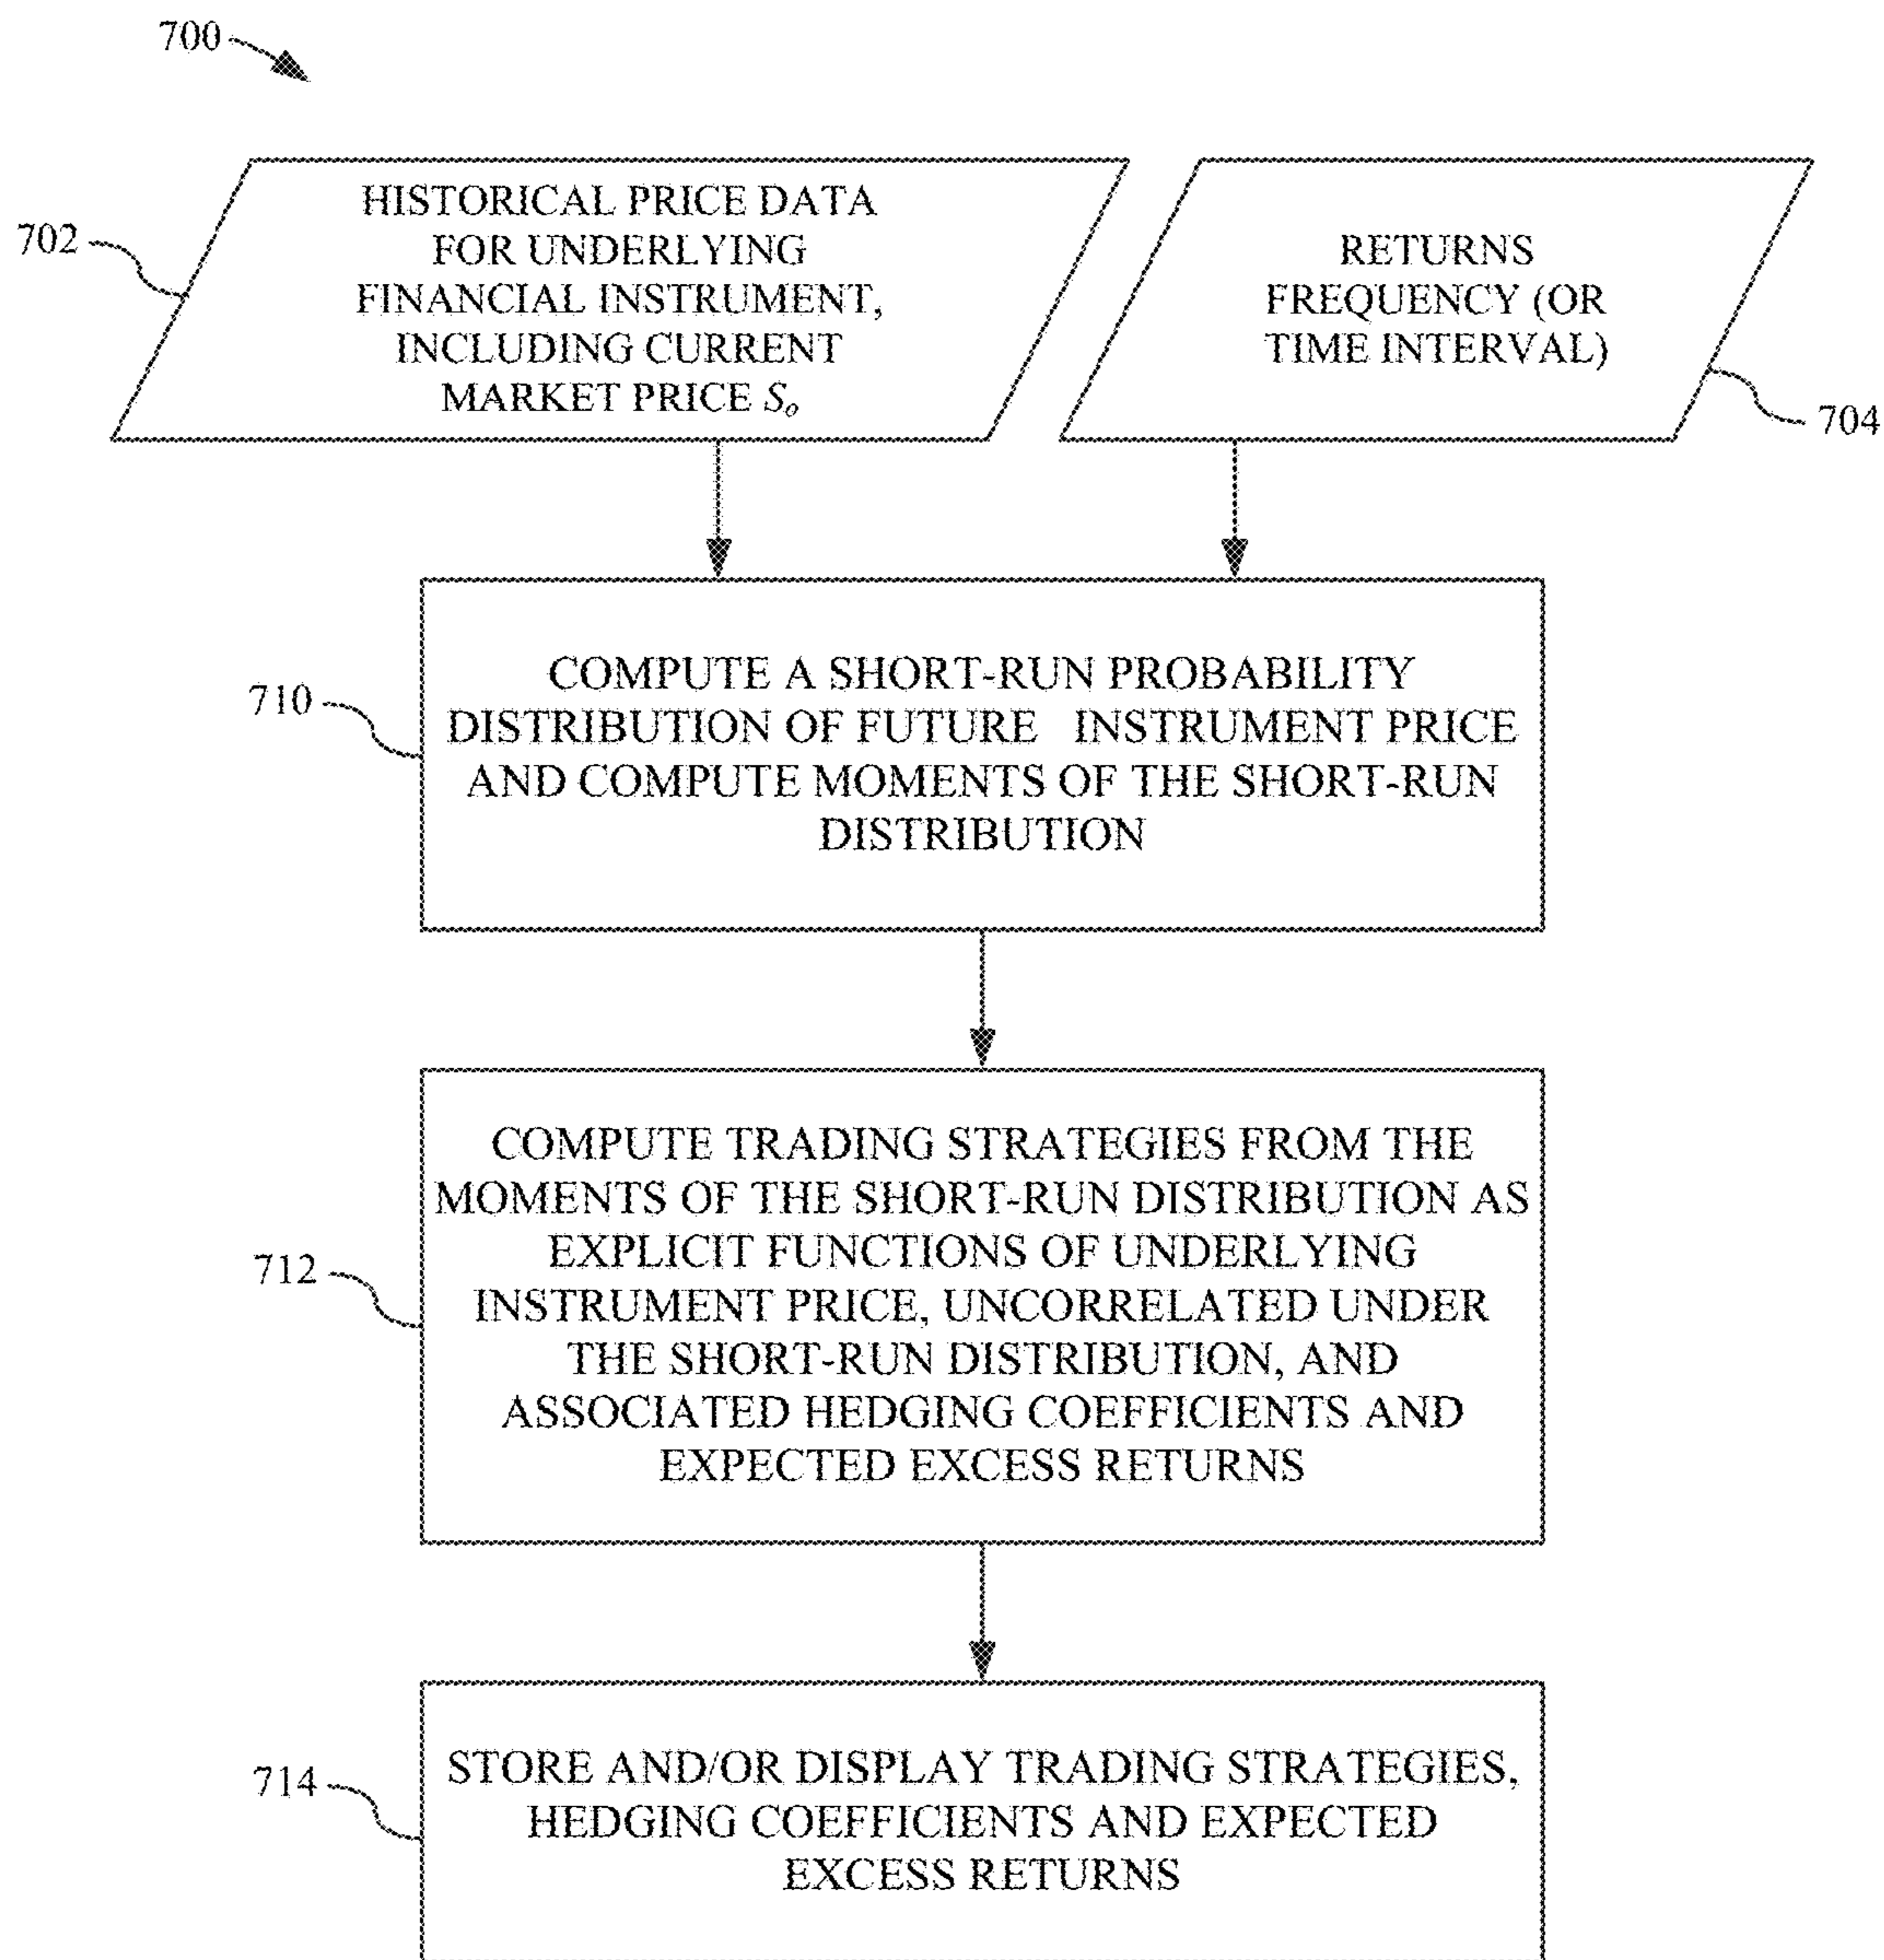 700
HISTORICAL PRICE DATA
FOR UNDERLYING
FINANCIAL INSTRUMENT,
INCLUDING CURRENT
MARKET PRICE So
702
RETURNS
FREQUENCY (OR
TIME INTERVAL)
704
COMPUTE A SHORT-RUN PROBABILITY
DISTRIBUTION OF FUTURE INSTRUMENT PRICE
AND COMPUTE MOMENTS OF THE SHORT-RUN
DISTRIBUTION
710
COMPUTE TRADING STRATEGIES FROM THE
MOMENTS OF THE SHORT-RUN DISTRIBUTION AS
EXPLICIT FUNCTIONS OF UNDERLYING
INSTRUMENT PRICE, UNCORRELATED UNDER
THE SHORT-RUN DISTRIBUTION, AND
ASSOCIATED HEDGING COEFFICIENTS AND
EXPECTED EXCESS RETURNS
712
STORE AND/OR DISPLAY TRADING STRATEGIES,
HEDGING COEFFICIENTS AND EXPECTED
EXCESS RETURNS
714